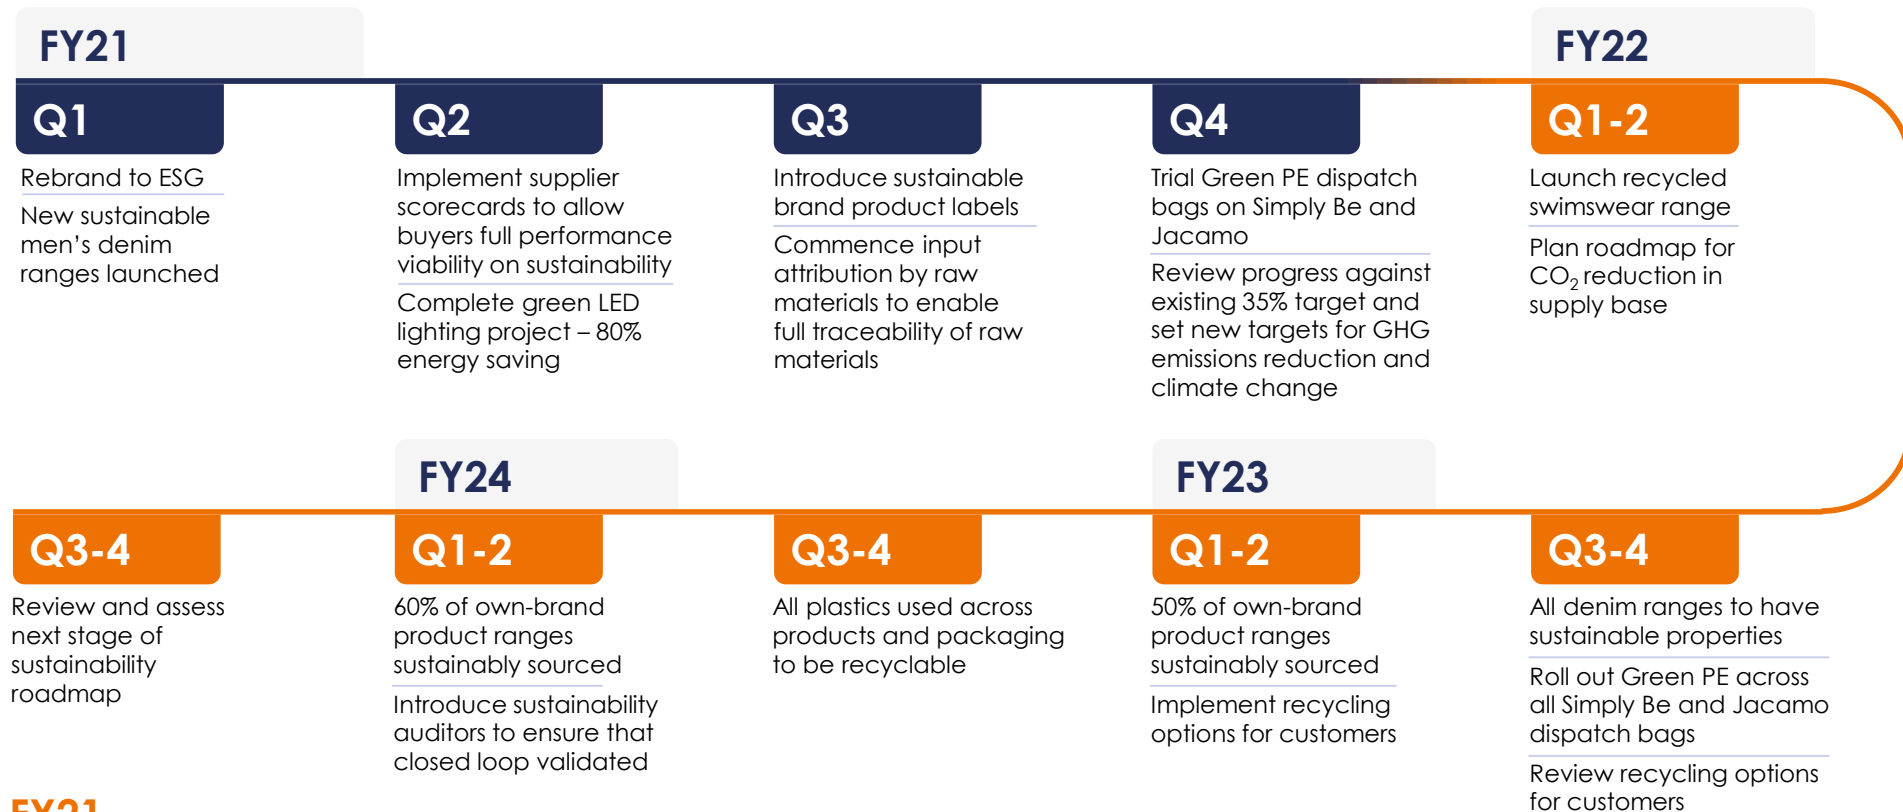 FY21
FY22
Q1
Rebrand to ESG
New sustainable
men's denim
ranges launched
Q2
Implement supplier
scorecards to allow
buyers full performance
viability on sustainability
Complete green LED
lighting project – 80%
energy saving
Q3
Introduce sustainable
brand product labels
Commence input
attribution by raw
materials to enable
full traceability of raw
materials
Q4
Trial Green PE dispatch
bags on Simply Be and
Jacamo
Review progress against
existing 35% target and
set new targets for GHG
emissions reduction and
climate change
Q1-2
Launch recycled
swimswear range
Plan roadmap for
CO₂ reduction in
supply base
FY24
FY23
Q3-4
Review and assess
next stage of
sustainability
roadmap
Q1-2
60% of own-brand
product ranges
sustainably sourced
Introduce sustainability
auditors to ensure that
closed loop validated
Q3-4
All plastics used across
products and packaging
to be recyclable
Q1-2
50% of own-brand
product ranges
sustainably sourced
Implement recycling
options for customers
Q3-4
All denim ranges to have
sustainable properties
Roll out Green PE across
all Simply Be and Jacamo
dispatch bags
Review recycling options
for customers
FY21